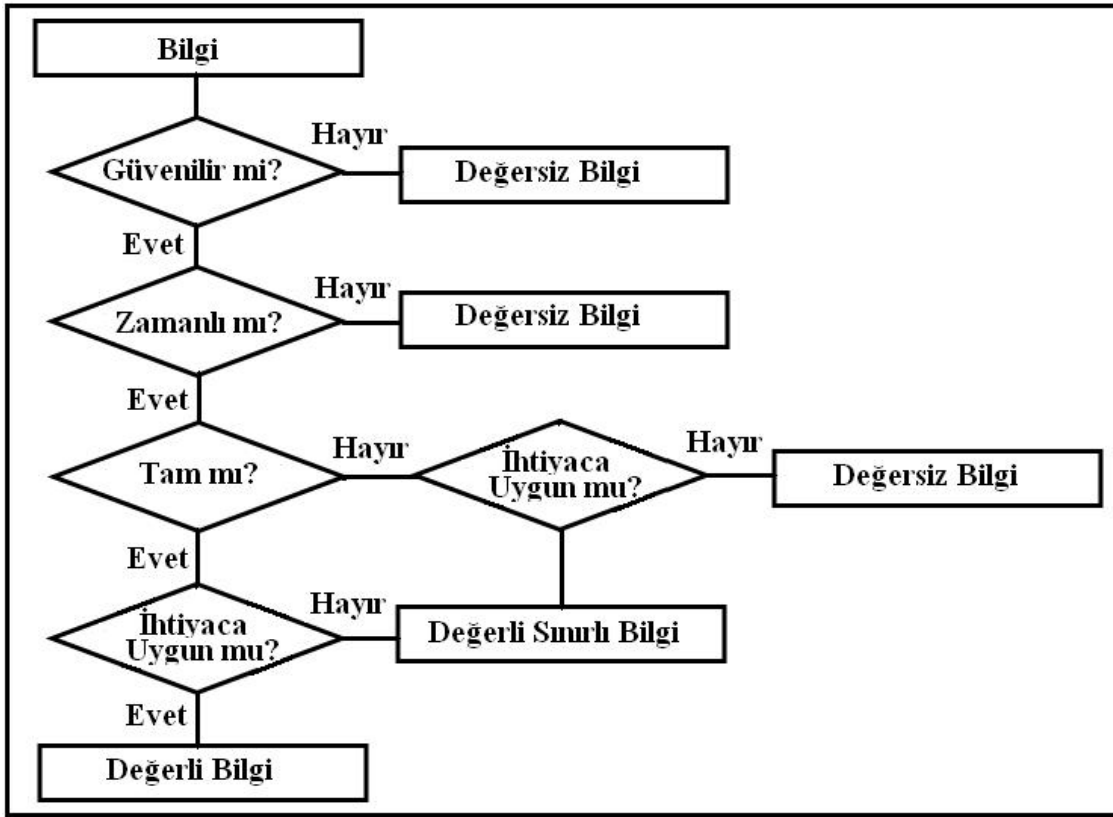 Bilgi
Hayır
Güvenilir mi?
Değersiz Bilgi
Evet
Hayır
Zamanlı mı?
Değersiz Bilgi
Evet
Tam mı?
Hayır
İhtiyaca
Uygun mu?
Hayır
Değersiz Bilgi
Evet
İhtiyaca
Uygun mu?
Hayır
Değerli Sınırlı Bilgi
Evet
Değerli Bilgi